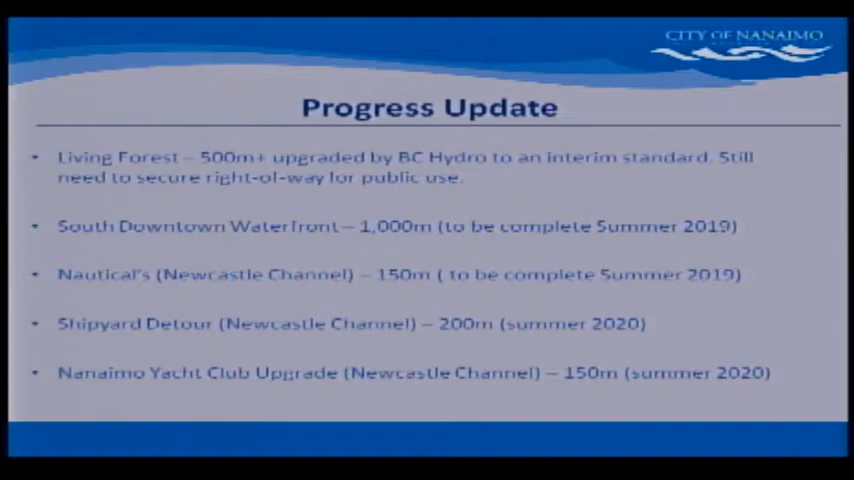 CITY OF NANAIMO
Progress Update
• Living Forest – 500m+ upgraded by BC Hydro to an interim standard. Still
need to secure right-of-way for public use.
• South Downtown Waterfront – 1,000m (to be complete Summer 2019)
• Nautical's (Newcastle Channel) – 150m ( to be complete Summer 2019)
• Shipyard Detour (Newcastle Channel) – 200m (summer 2020)
• Nanaimo Yacht Club Upgrade (Newcastle Channel) – 150m (summer 2020)